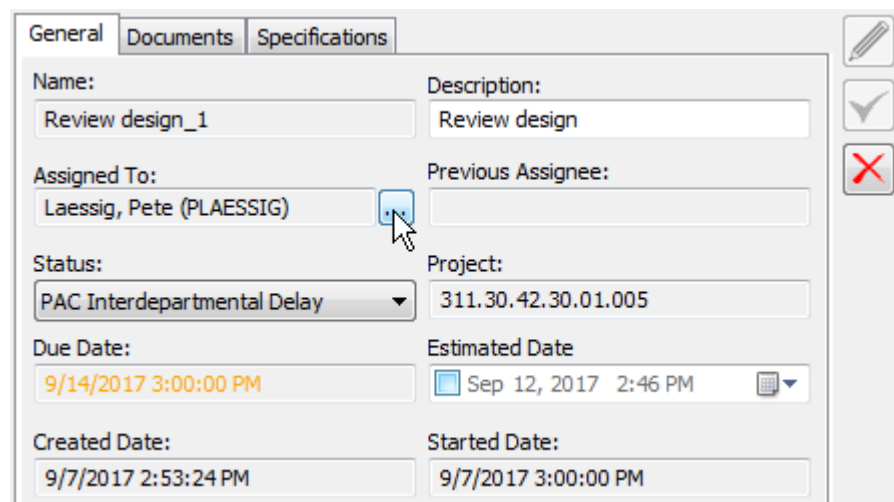 General Documents Specifications
Name: Description:
Review design_1 Review design
Assigned To: Previous Assignee:
Laessig, Pete (PLAESSIG) ...
Status: Project:
PAC Interdepartmental Delay 311.30.42.30.01.005
Due Date: Estimated Date
9/14/2017 3:00:00 PM Sep 12, 2017 2:46 PM
Created Date: Started Date:
9/7/2017 2:53:24 PM 9/7/2017 3:00:00 PM